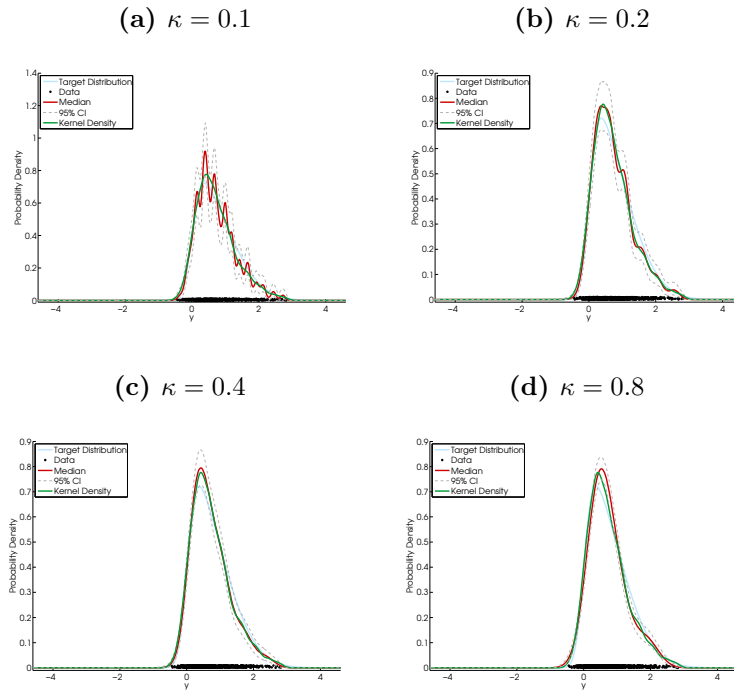 (a) κ = 0.1
(b) κ = 0.2
1.4
1.2
1
0.8
0.6
0.4
0.2
0
Probability Density
Target Distribution
Data
Median
95% CI
Kernel Density
−4
−2
0
2
4
y
0.9
0.8
0.7
0.6
0.5
0.4
0.3
0.2
0.1
0
Probability Density
Target Distribution
Data
Median
95% CI
Kernel Density
−4
−2
0
2
4
y
(c) κ = 0.4
(d) κ = 0.8
0.9
0.8
0.7
0.6
0.5
0.4
0.3
0.2
0.1
0
Probability Density
Target Distribution
Data
Median
95% CI
Kernel Density
−4
−2
0
2
4
y
0.9
0.8
0.7
0.6
0.5
0.4
0.3
0.2
0.1
0
Probability Density
Target Distribution
Data
Median
95% CI
Kernel Density
−4
−2
0
2
4
y